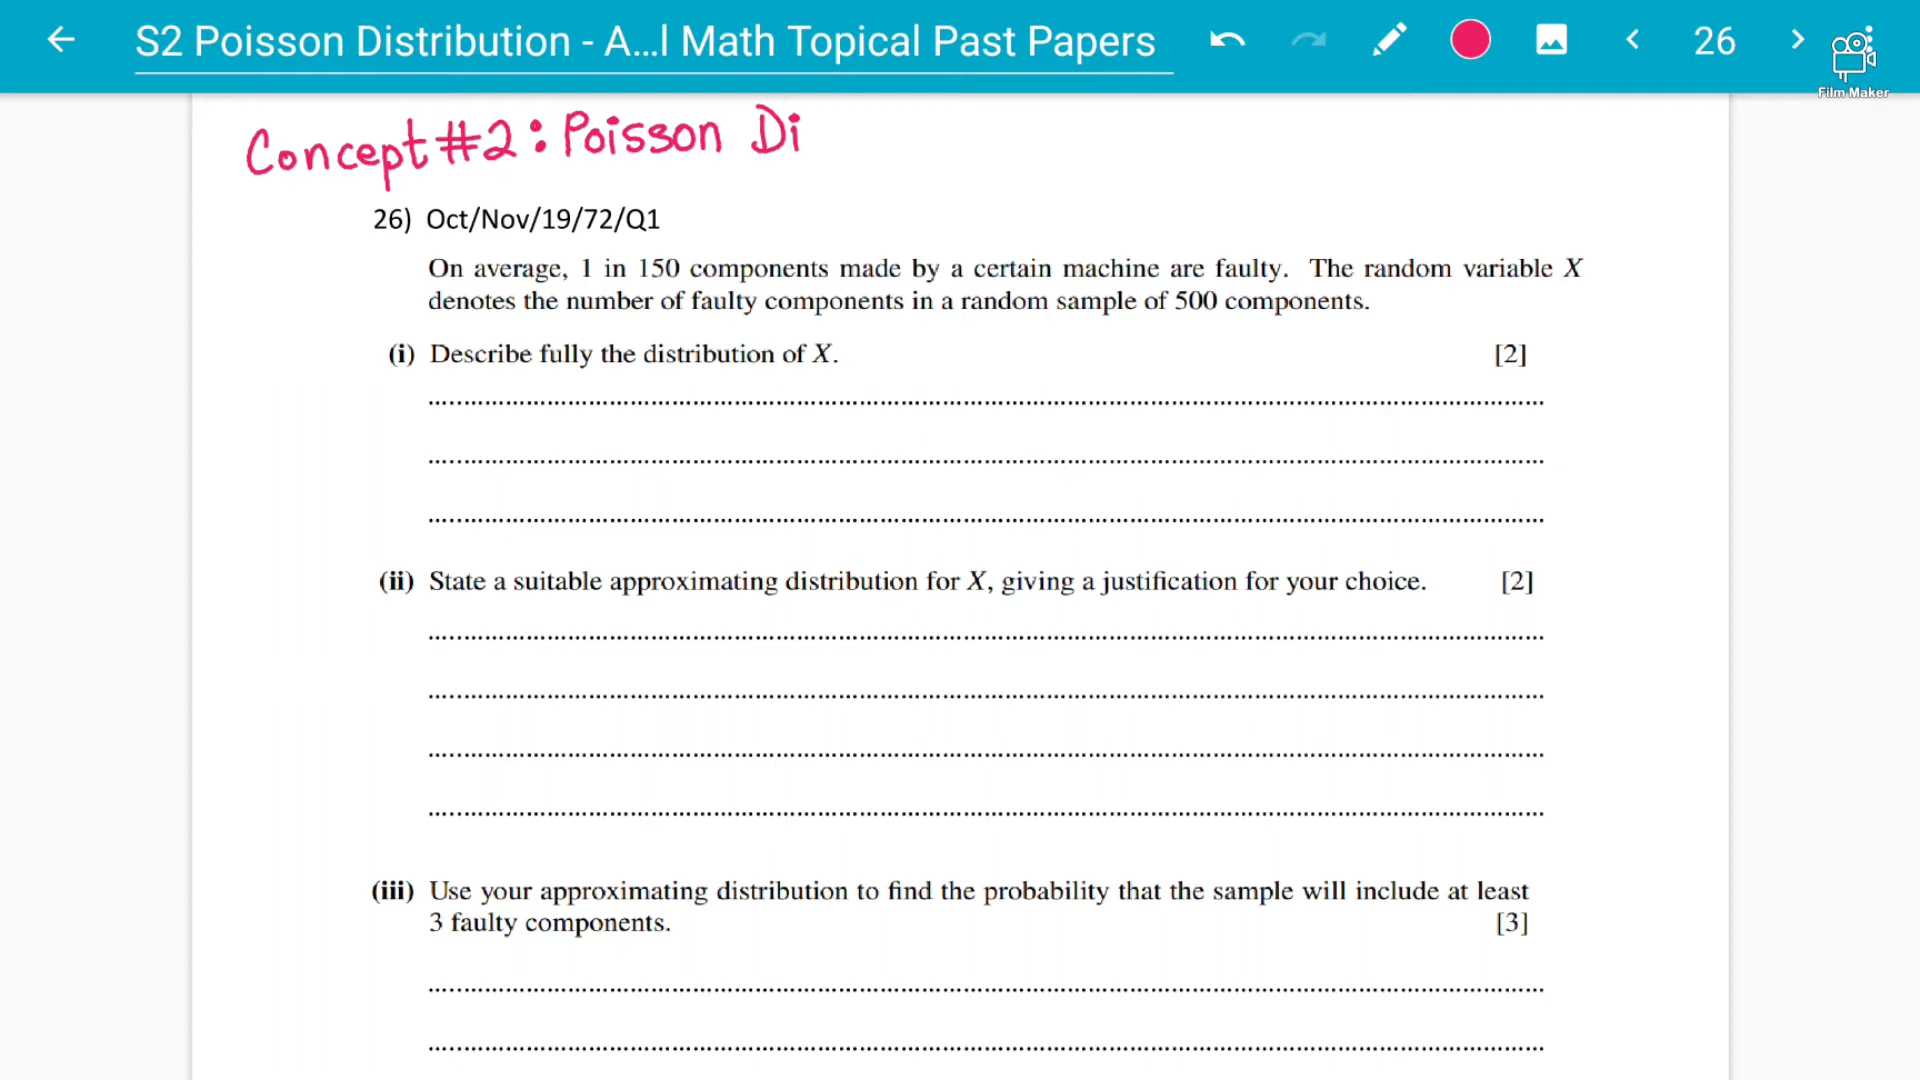 S2 Poisson Distribution - A...l Math Topical Past Papers
26
Film Maker
Concept #2: Poisson Di
26) Oct/Nov/19/72/Q1
On average, 1 in 150 components made by a certain machine are faulty. The random variable X
denotes the number of faulty components in a random sample of 500 components.
(i) Describe fully the distribution of X. [2]
(ii) State a suitable approximating distribution for X, giving a justification for your choice. [2]
(iii) Use your approximating distribution to find the probability that the sample will include at least
3 faulty components. [3]